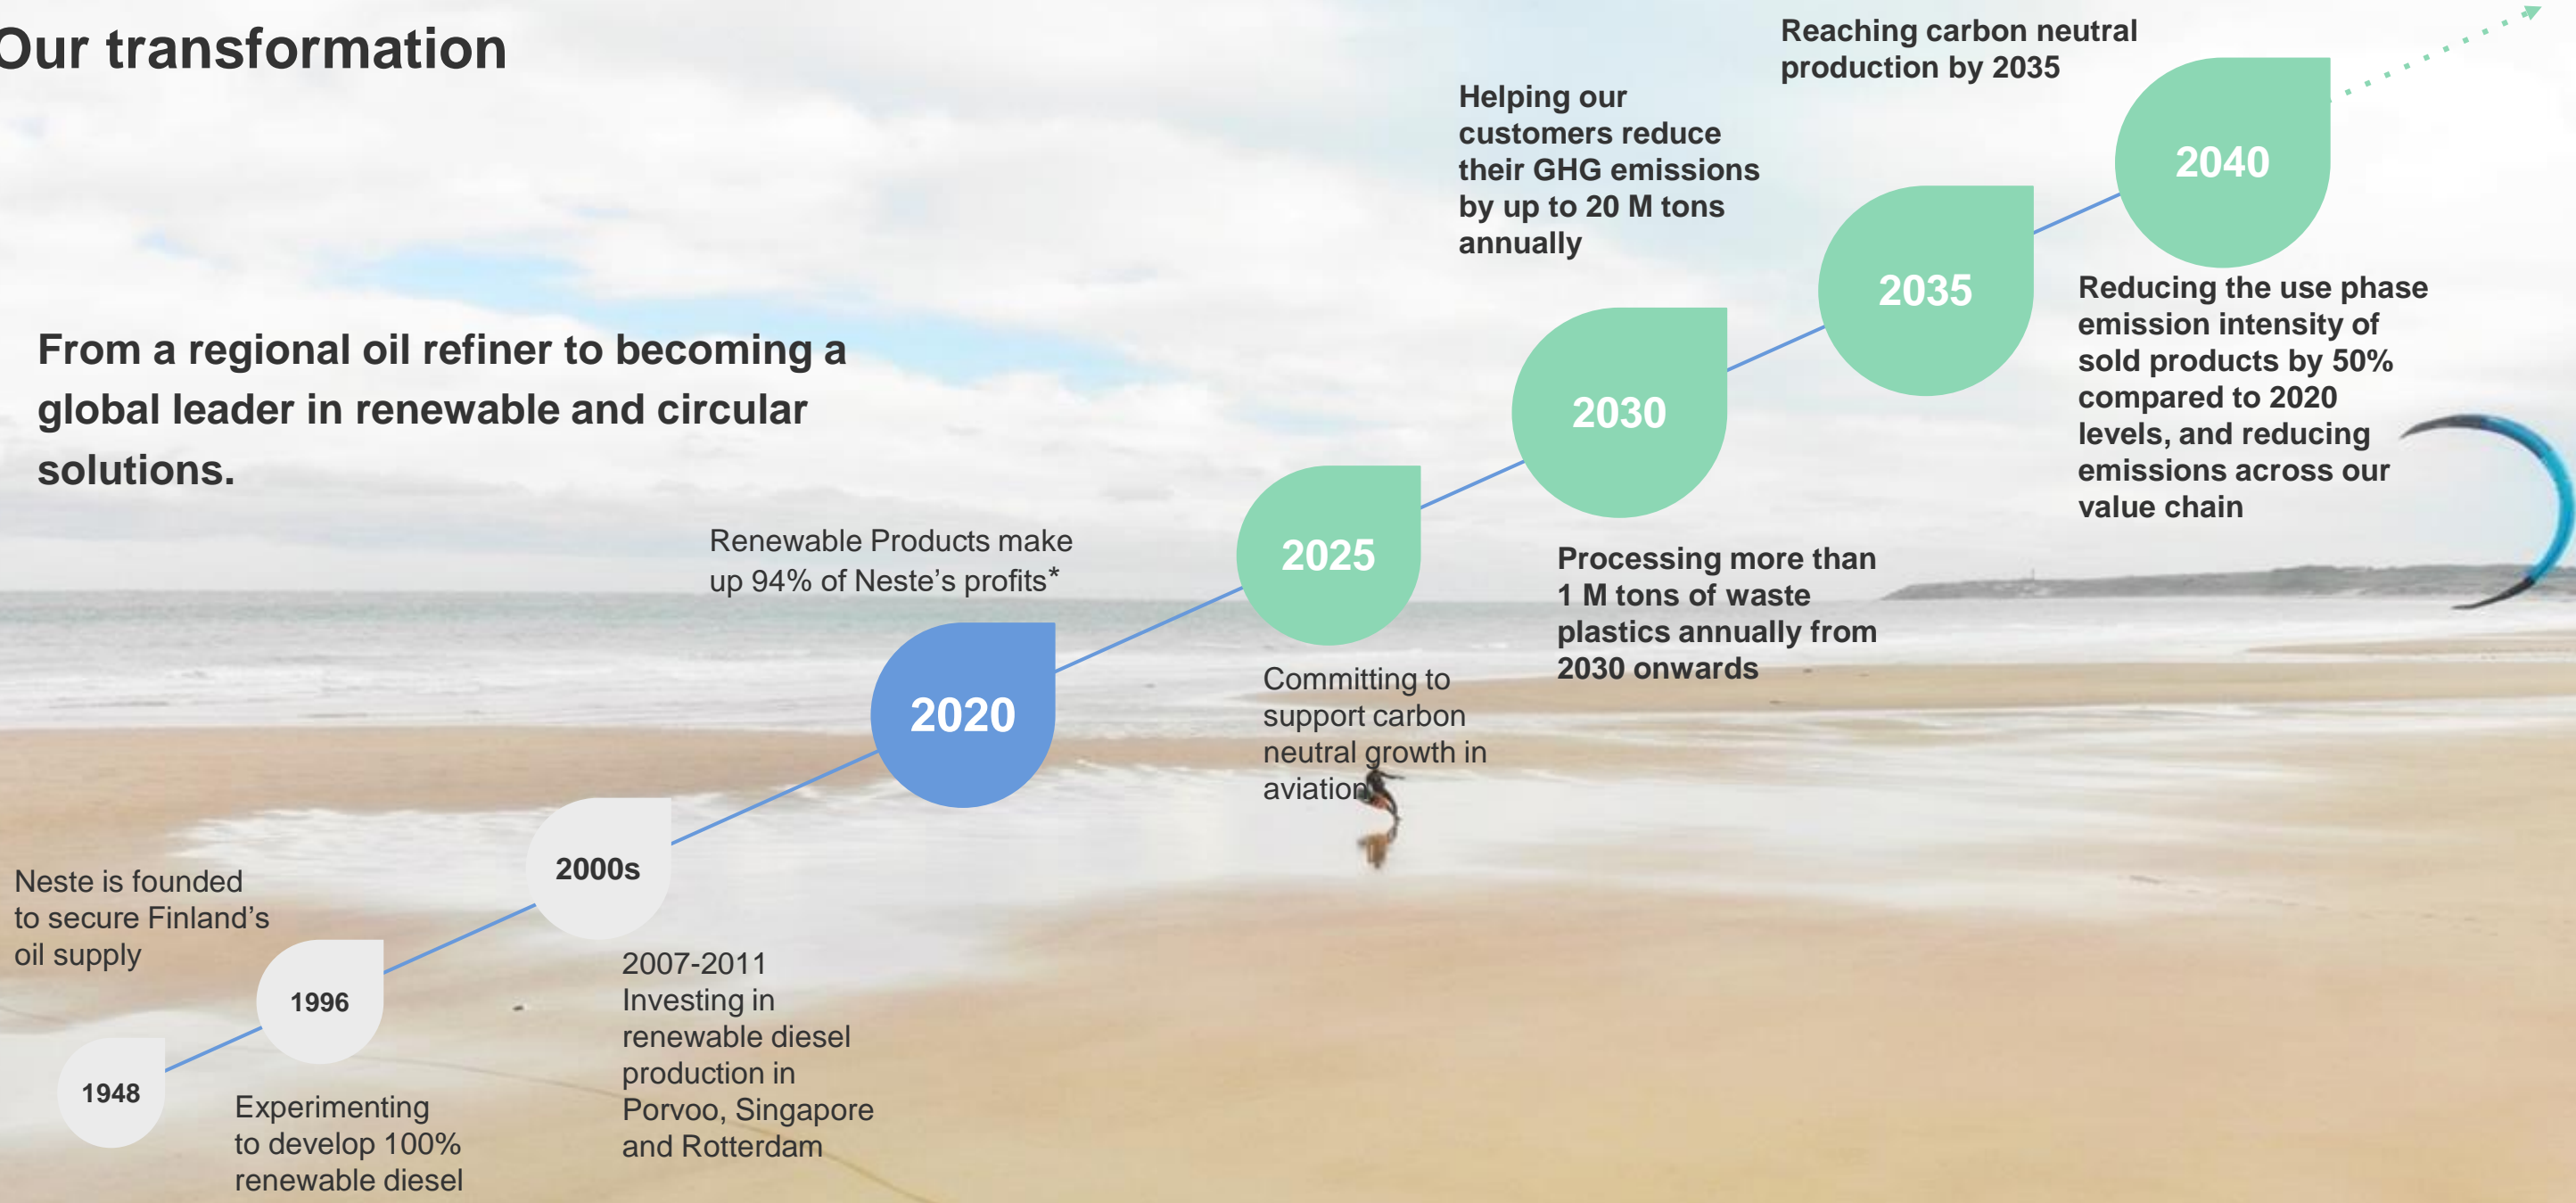 Our transformation
From a regional oil refiner to becoming a
global leader in renewable and circular
solutions.
Neste is founded
to secure Finland’s
oil supply
1948
1996
Experimenting
to develop 100%
renewable diesel
2000s
2007-2011
Investing in
renewable diesel
production in
Porvoo, Singapore
and Rotterdam
Renewable Products make
up 94% of Neste’s profits*
2020
2025
Committing to
support carbon
neutral growth in
aviation
Helping our
customers reduce
their GHG emissions
by up to 20 M tons
annually
2030
Processing more than
1 M tons of waste
plastics annually from
2030 onwards
Reaching carbon neutral
production by 2035
2035
2040
Reducing the use phase
emission intensity of
sold products by 50%
compared to 2020
levels, and reducing
emissions across our
value chain